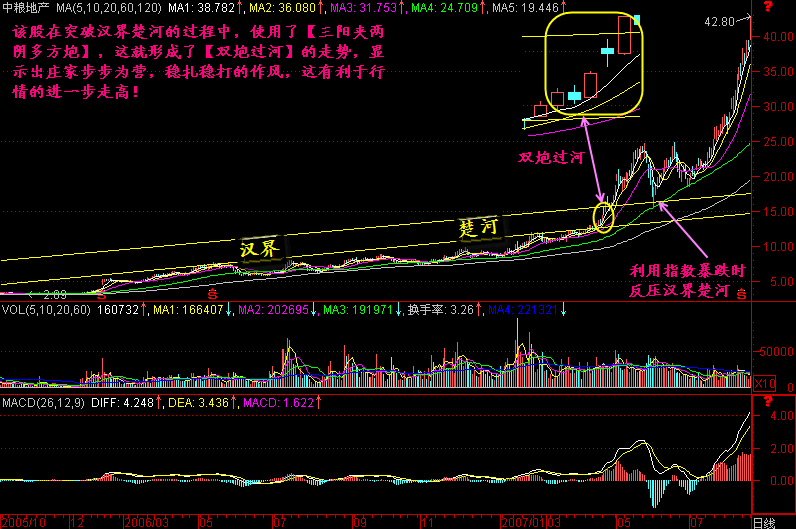 中粮地产 MA(5,10,20,60,120) MA1: 38.782↑, MA2: 36.080↑, MA3: 31.753↑, MA4: 24.709↑, MA5: 19.446↑
?
该股在突破汉界楚河的过程中，使用了【三阳夹两
阴多方炮】，这就形成了【双炮过河】的走势，显
示出庄家步步为营，稳扎稳打的作风，这有利于行
情的进一步走高！
42.80
40.00
35.00
30.00
25.00
20.00
15.00
10.00
5.00
双炮过河
汉界
楚河
利用指数暴跌时
反压汉界楚河
2.69
S
S
S
VOL(5,10,20,60) 160732↑, MA1: 166407↓, MA2: 202695↓, MA3: 191971↓, 换手率: 3.26↑, MA4: 221321↓
50000
X10
0
MACD(26,12,9) DIFF: 4.248↑, DEA: 3.436↑, MACD: 1.622↑
?
4.00
2.00
0.00
2005/10 12 2006/03 05 07 09 11 2007/01 03 05 07 日线